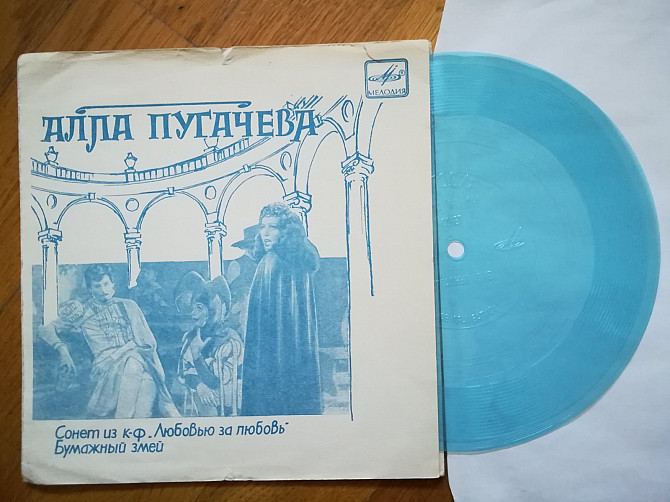 МЕЛОДИЯ
АЛЛА ПУГАЧЕВА
Сонет из к-ф „Любовью за любовь"
Бумажный змей